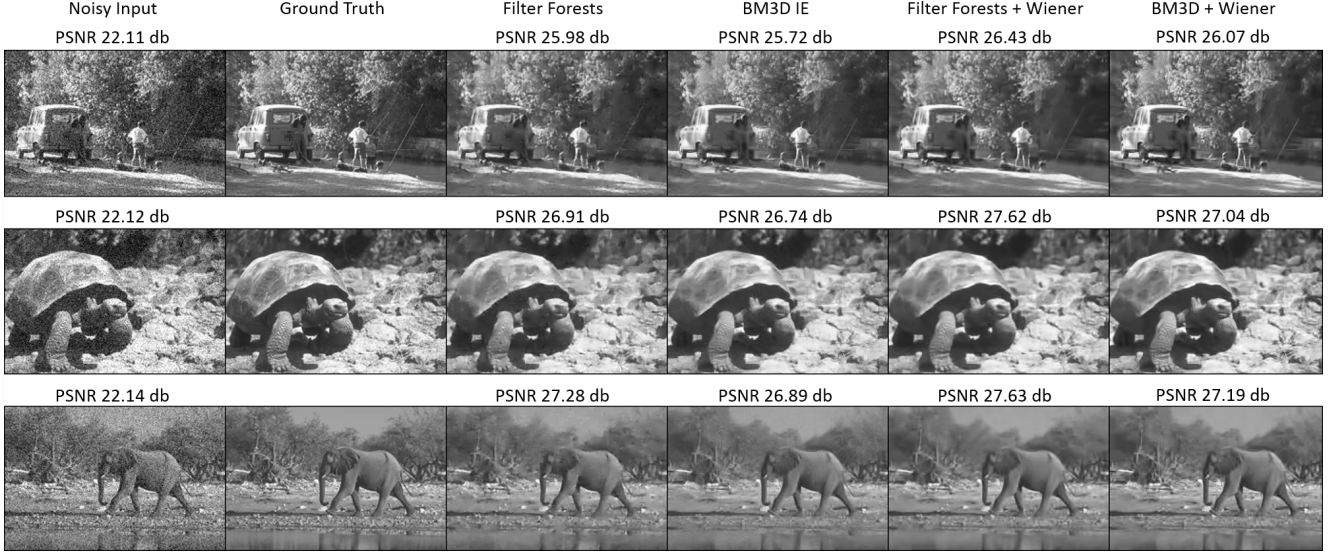 Noisy Input Ground Truth Filter Forests BM3D IE Filter Forests + Wiener BM3D + Wiener
PSNR 22.11 db PSNR 25.98 db PSNR 25.72 db PSNR 26.43 db PSNR 26.07 db
PSNR 22.12 db PSNR 26.91 db PSNR 26.74 db PSNR 27.62 db PSNR 27.04 db
PSNR 22.14 db PSNR 27.28 db PSNR 26.89 db PSNR 27.63 db PSNR 27.19 db